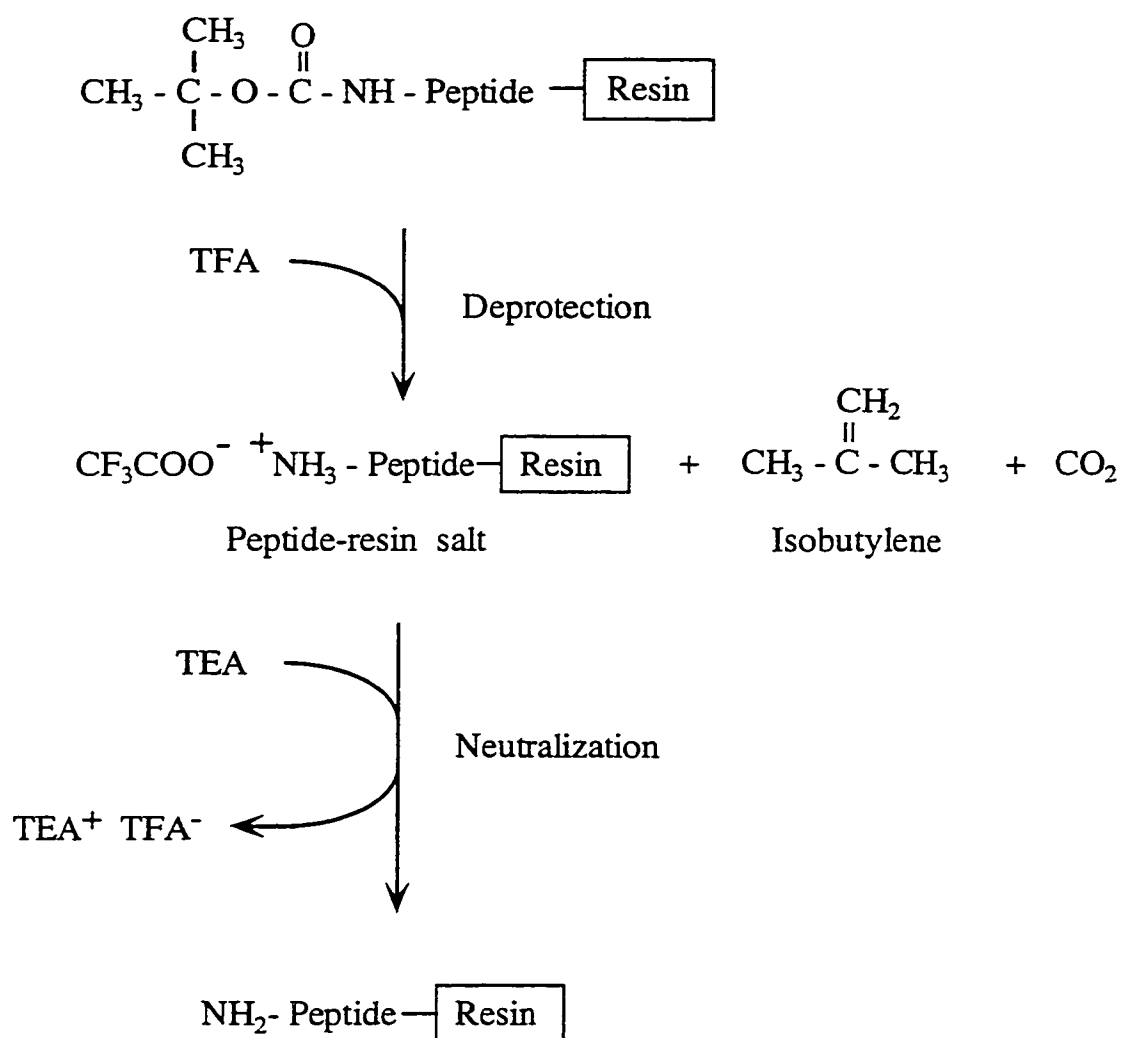 CH3 O
CH3 - C - O - C - NH - Peptide — Resin
CH3
TFA
Deprotection
CH2
CF3COO- +NH3 - Peptide — Resin + CH3 - C - CH3 + CO2
Peptide-resin salt Isobutylene
TEA
Neutralization
TEA+ TFA-
NH2- Peptide — Resin